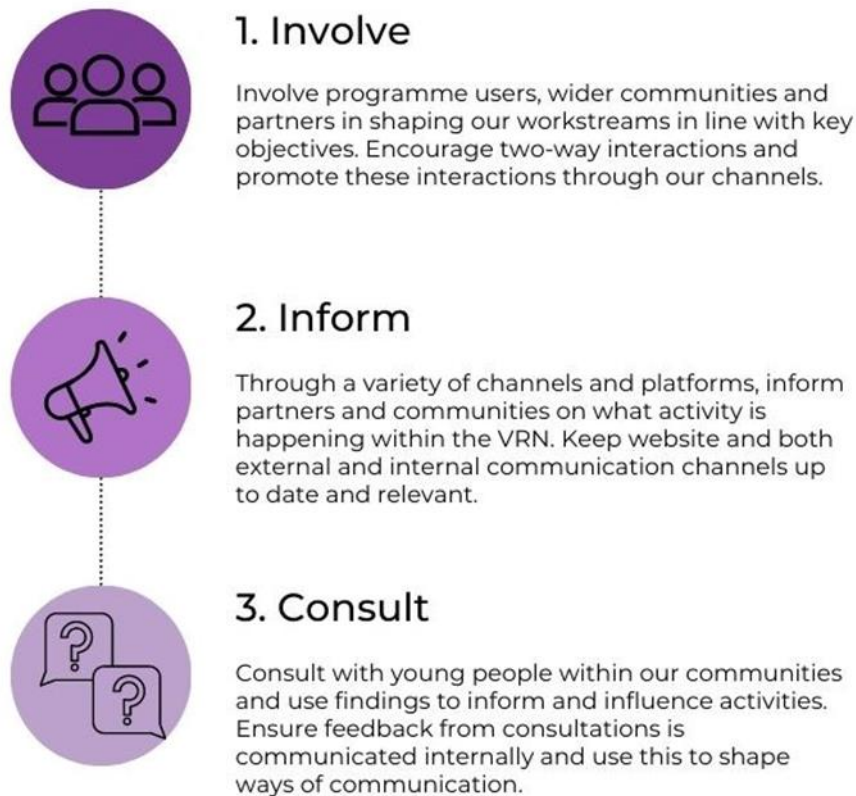 1. Involve
Involve programme users, wider communities and
partners in shaping our workstreams in line with key
objectives. Encourage two-way interactions and
promote these interactions through our channels.
2. Inform
Through a variety of channels and platforms, inform
partners and communities on what activity is
happening within the VRN. Keep website and both
external and internal communication channels up
to date and relevant.
3. Consult
Consult with young people within our communities
and use findings to inform and influence activities.
Ensure feedback from consultations is
communicated internally and use this to shape
ways of communication.